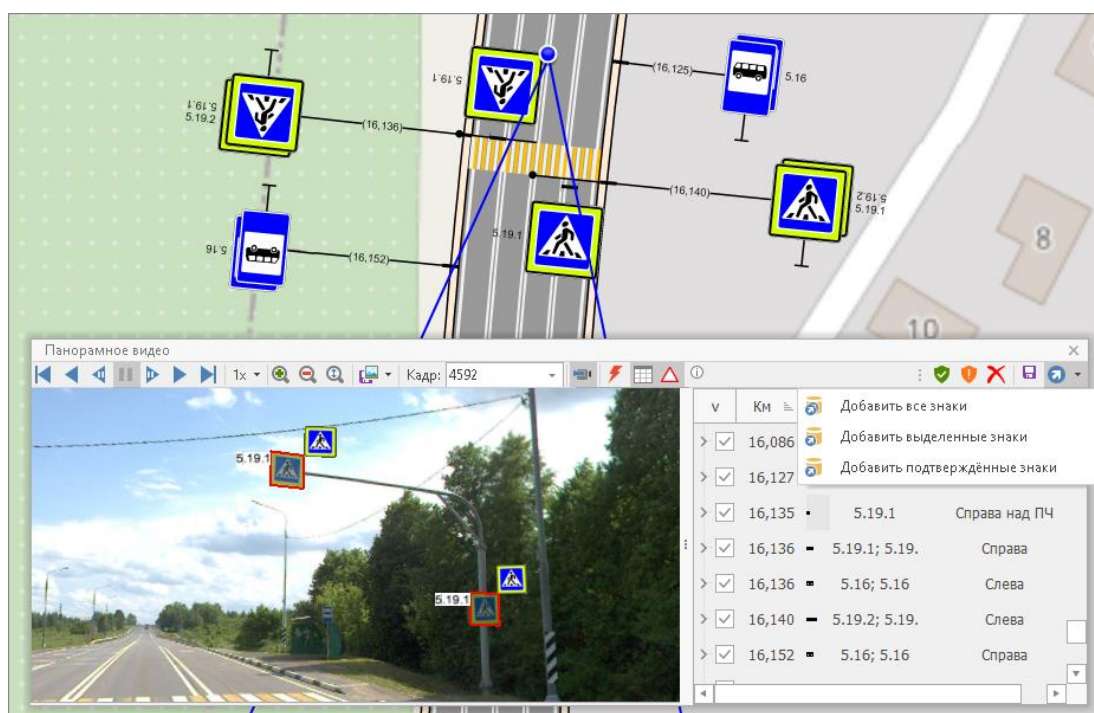 5.19.1
5.19.1
5.19.2
(16,136)
(16,125)
5.16
5.19.2
5.19.1
(16,140)
5.16
(16,152)
5.19.1
8
10
Панорамное видео
1x
Кадр: 4592
v Км
Добавить все знаки
Добавить выделенные знаки
Добавить подтверждённые знаки
16,086
16,127
16,135 5.19.1 Справа над ПЧ
16,136 5.19.1; 5.19. Справа
16,136 5.16; 5.16 Слева
16,140 5.19.2; 5.19. Слева
16,152 5.16; 5.16 Справа
5.19.1
5.19.1